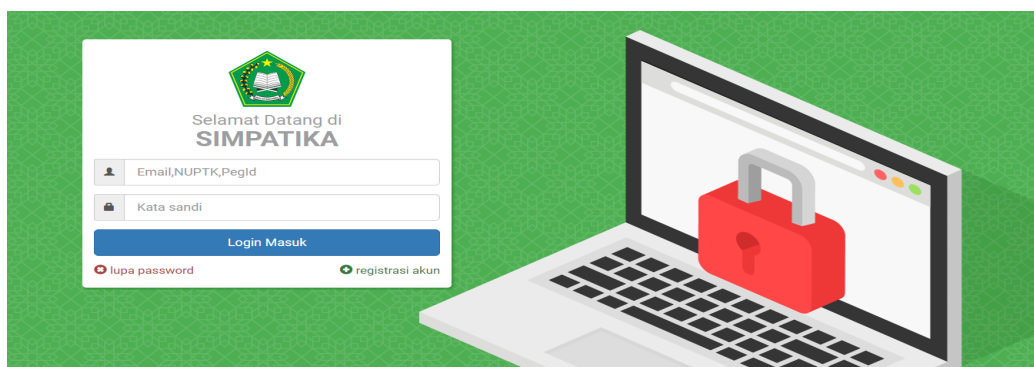 Selamat Datang di
SIMPATIKA
Email,NUPTK,PegId
Kata sandi
Login Masuk
lupa password
registrasi akun